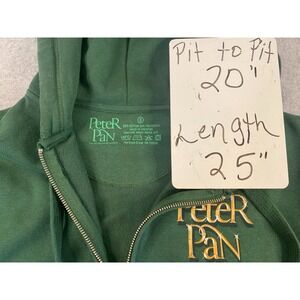 Pit to Pit
20"
Length
25"
PeteR
PaN
PeteR
PaN